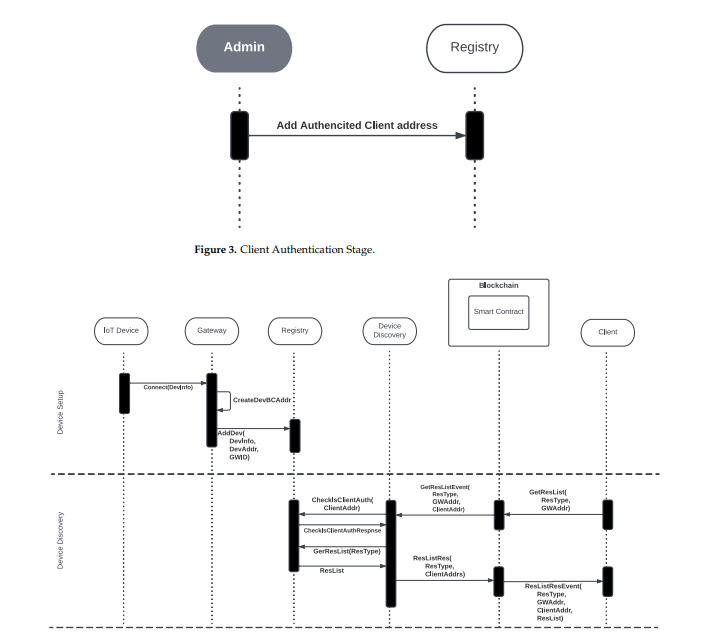 Admin
Registry
Add Authencited Client address
Figure 3. Client Authentication Stage.
Blockchain
Smart Contract
IoT Device
Gateway
Registry
Device
Discovery
Client
Device Setup
Connect(DevInfo)
CreateDevBCAddr
AddDev(
DevInfo,
DevAddr,
GWID)
Device Discovery
GetResList(
ResType,
GWAddr)
GetResListEvent(
ResType,
GWAddr,
ClientAddr)
CheckIsClientAuth(
ClientAddr)
CheckIsClientAuthRespnse
GerResList(ResType)
ResList
ResListRes(
ResType,
ClientAddrs)
ResListResEvent(
ResType,
GWAddr,
ClientAddr,
ResList)